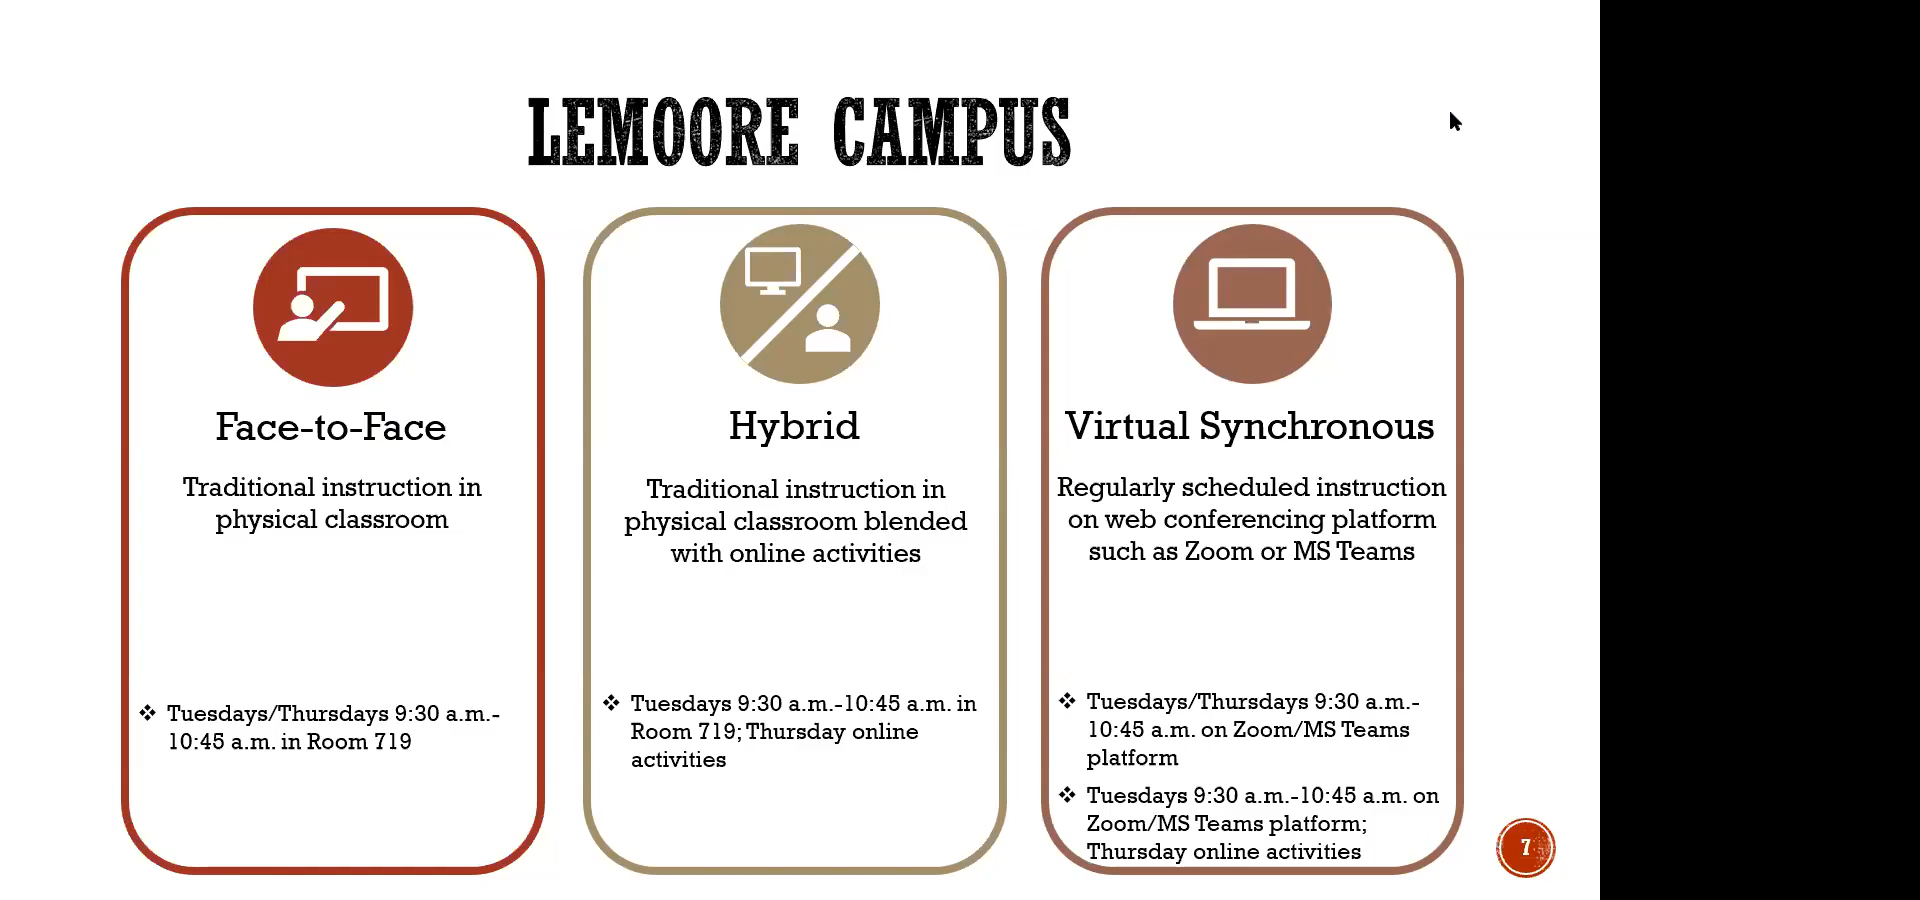 LEMOORE CAMPUS
Face-to-Face
Traditional instruction in
physical classroom
❖ Tuesdays/Thursdays 9:30 a.m.-
10:45 a.m. in Room 719
Hybrid
Traditional instruction in
physical classroom blended
with online activities
❖ Tuesdays 9:30 a.m.-10:45 a.m. in
Room 719; Thursday online
activities
Virtual Synchronous
Regularly scheduled instruction
on web conferencing platform
such as Zoom or MS Teams
❖ Tuesdays/Thursdays 9:30 a.m.-
10:45 a.m. on Zoom/MS Teams
platform
❖ Tuesdays 9:30 a.m.-10:45 a.m. on
Zoom/MS Teams platform;
Thursday online activities
7